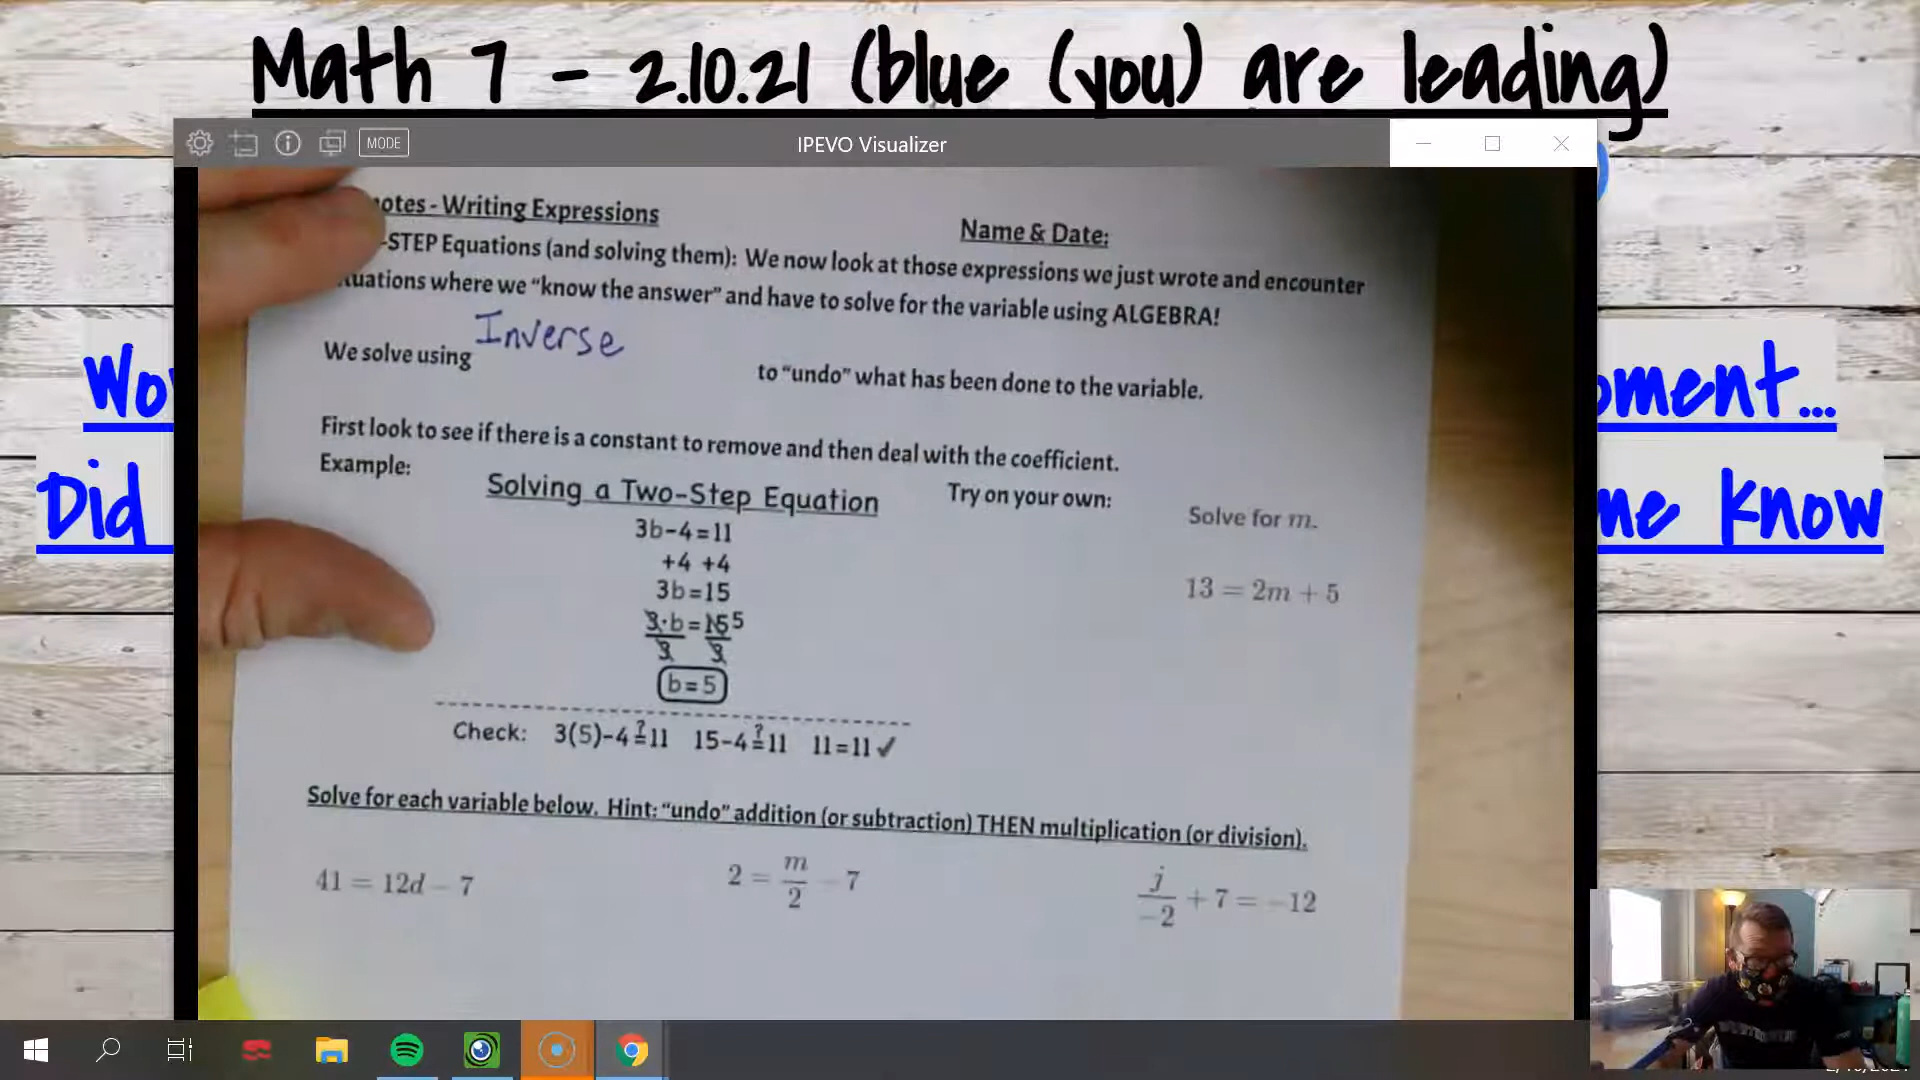 Math 7 - 2.10.21 (blue (you) are leading)
MODE
IPEVO Visualizer
notes - Writing Expressions
Name & Date:
-STEP Equations (and solving them): We now look at those expressions we just wrote and encounter
where we “know the answer” and have to solve for the variable using ALGEBRA!
We solve using Inverse to “undo” what has been done to the variable.
First look to see if there is a constant to remove and then deal with the coefficient.
Example:
Solving a Two-Step Equation
3b-4=11
+4 +4
3b=15
3·b=15 5
3 3
b=5
Check: 3(5)-4≟11 15-4≟11 11=11✓
Try on your own:
Solve for m.
13 = 2m + 5
Solve for each variable below. Hint: “undo” addition (or subtraction) THEN multiplication (or division).
41 = 12d - 7
2 = m/2 - 7
j/-2 + 7 = -12
oment...
Did
me know